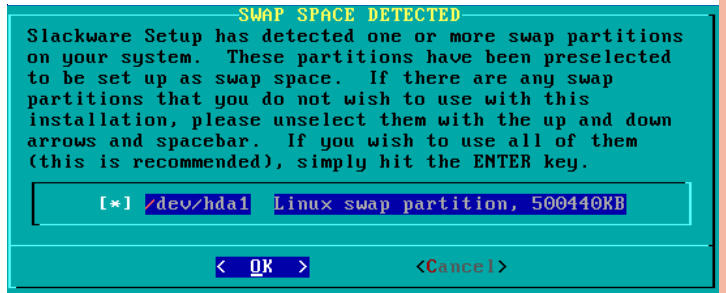 SWAP SPACE DETECTED
Slackware Setup has detected one or more swap partitions
on your system.  These partitions have been preselected
to be set up as swap space.  If there are any swap
partitions that you do not wish to use with this
installation, please unselect them with the up and down
arrows and spacebar.  If you wish to use all of them
(this is recommended), simply hit the ENTER key.
[*] /dev/hda1  Linux swap partition, 500440KB
<  OK  > <Cancel>